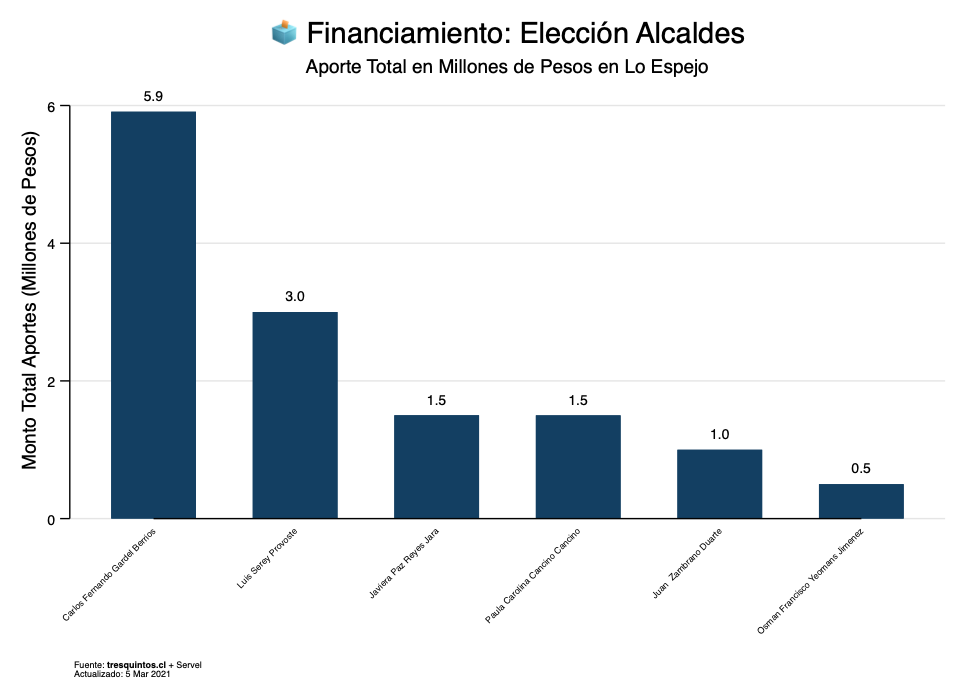 🗳️ Financiamiento: Elección Alcaldes
Aporte Total en Millones de Pesos en Lo Espejo
Monto Total Aportes (Millones de Pesos)
6
4
2
0
5.9
3.0
1.5
1.5
1.0
0.5
Carlos Fernando Gardel Berrios
Luis Serey Provoste
Javiera Paz Reyes Jara
Paula Carolina Cancino Cancino
Juan  Zambrano Duarte
Osman Francisco Yeomans Jimenez
Fuente: tresquintos.cl + Servel
Actualizado: 5 Mar 2021